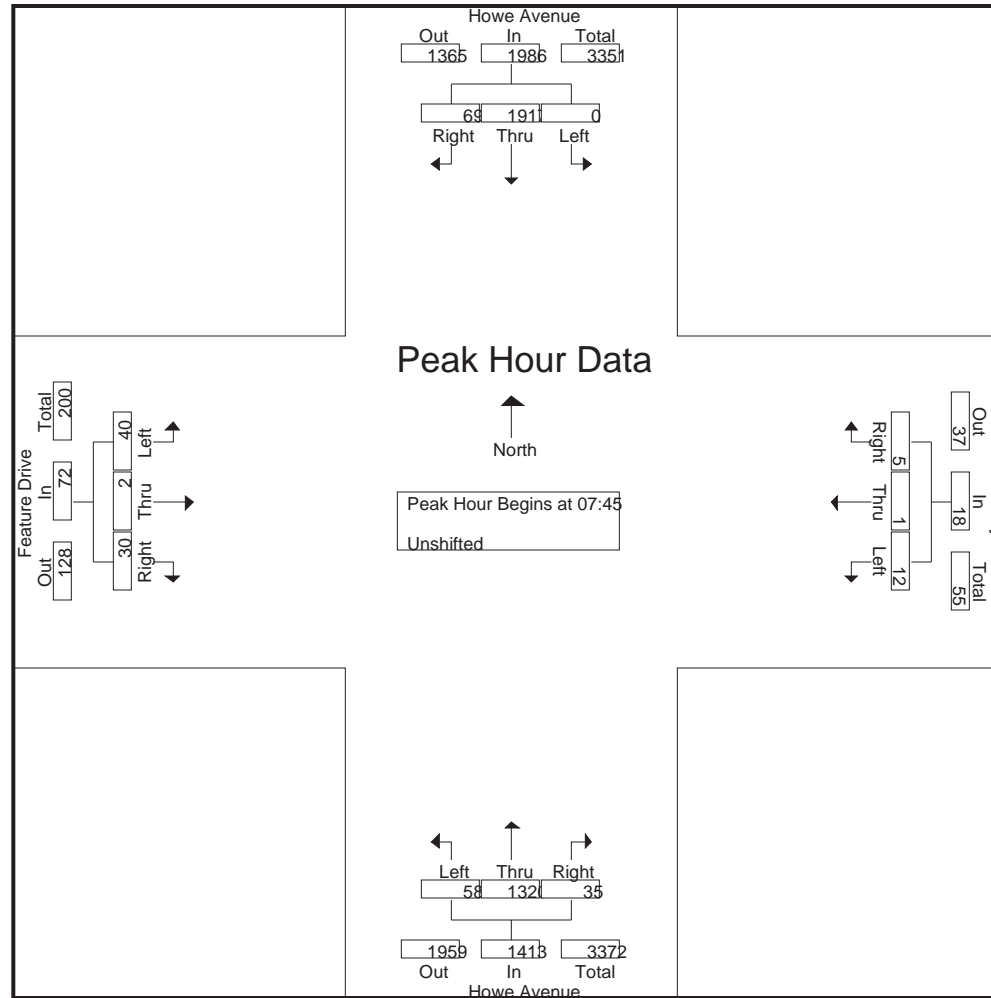 Howe Avenue
Out In Total
1365 1986 3351
69 1917 0
Right Thru Left
Peak Hour Data
North
Peak Hour Begins at 07:45
Unshifted
Feature Drive
Total In Out
200 72 128
40 2 30
Left Thru Right
Out In Total
37 18 55
Right Thru Left
5 1 12
Left Thru Right
58 1320 35
1959 1413 3372
Out In Total
Howe Avenue